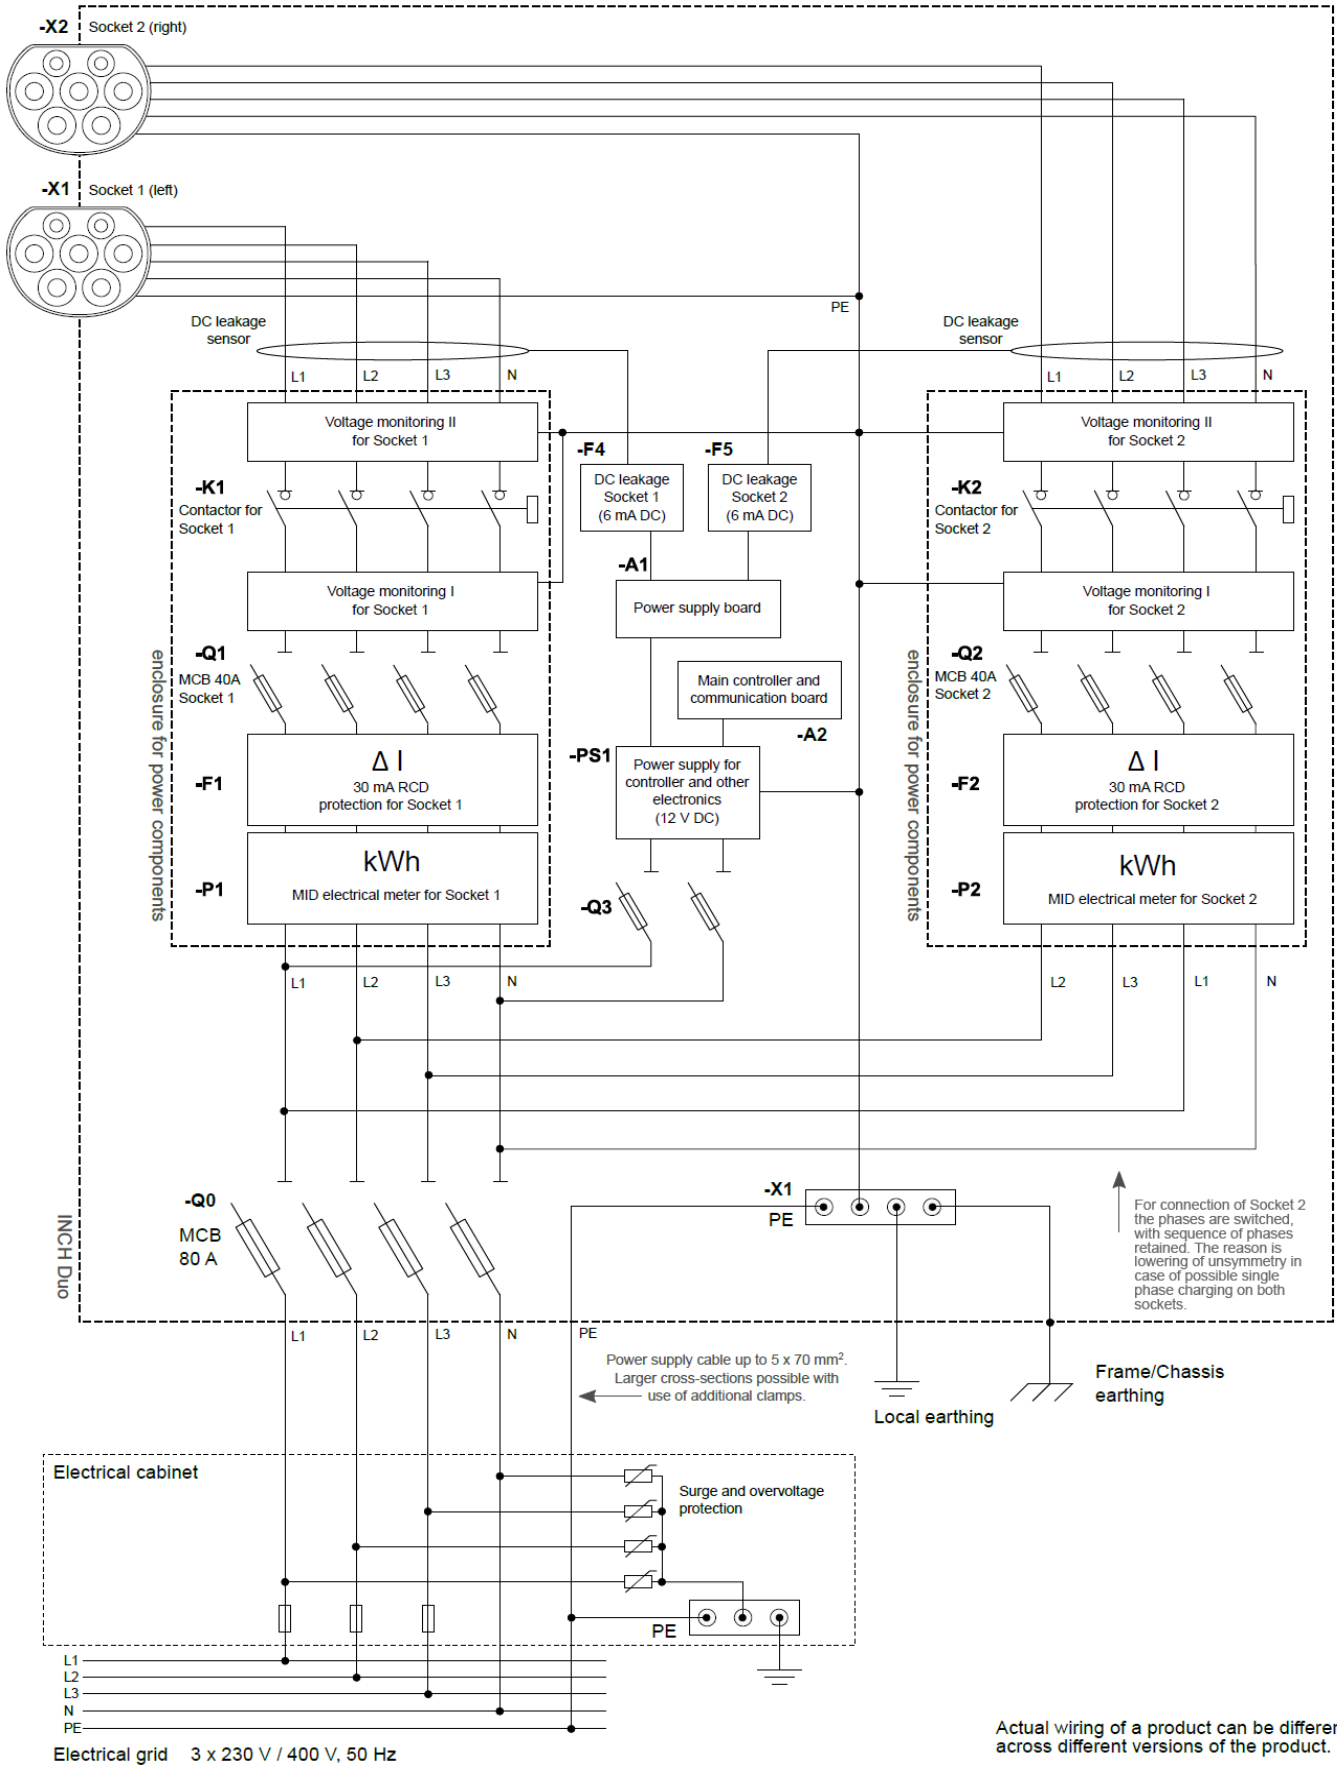 -X2 Socket 2 (right)
-X1 Socket 1 (left)
PE
DC leakage
sensor
DC leakage
sensor
L1 L2 L3 N
L1 L2 L3 N
Voltage monitoring II
for Socket 1
Voltage monitoring II
for Socket 2
-F4
DC leakage
Socket 1
(6 mA DC)
-F5
DC leakage
Socket 2
(6 mA DC)
-K1
Contactor for
Socket 1
-K2
Contactor for
Socket 2
-A1
Power supply board
Voltage monitoring I
for Socket 1
Voltage monitoring I
for Socket 2
-Q1
MCB 40A
Socket 1
-Q2
MCB 40A
Socket 2
Main controller and
communication board
-A2
enclosure for power components
enclosure for power components
-PS1
Power supply for
controller and other
electronics
(12 V DC)
-F1
Δ I
30 mA RCD
protection for Socket 1
-F2
Δ I
30 mA RCD
protection for Socket 2
-P1
kWh
MID electrical meter for Socket 1
-P2
kWh
MID electrical meter for Socket 2
-Q3
L1 L2 L3 N
L2 L3 L1 N
-Q0
MCB
80 A
-X1
PE
For connection of Socket 2
the phases are switched,
with sequence of phases
retained. The reason is
lowering of unsymmetry in
case of possible single
phase charging on both
sockets.
INCH Duo
L1 L2 L3 N PE
Power supply cable up to 5 x 70 mm².
Larger cross-sections possible with
use of additional clamps.
Local earthing
Frame/Chassis
earthing
Electrical cabinet
Surge and overvoltage
protection
PE
L1
L2
L3
N
PE
Electrical grid 3 x 230 V / 400 V, 50 Hz
Actual wiring of a product can be differen
across different versions of the product.